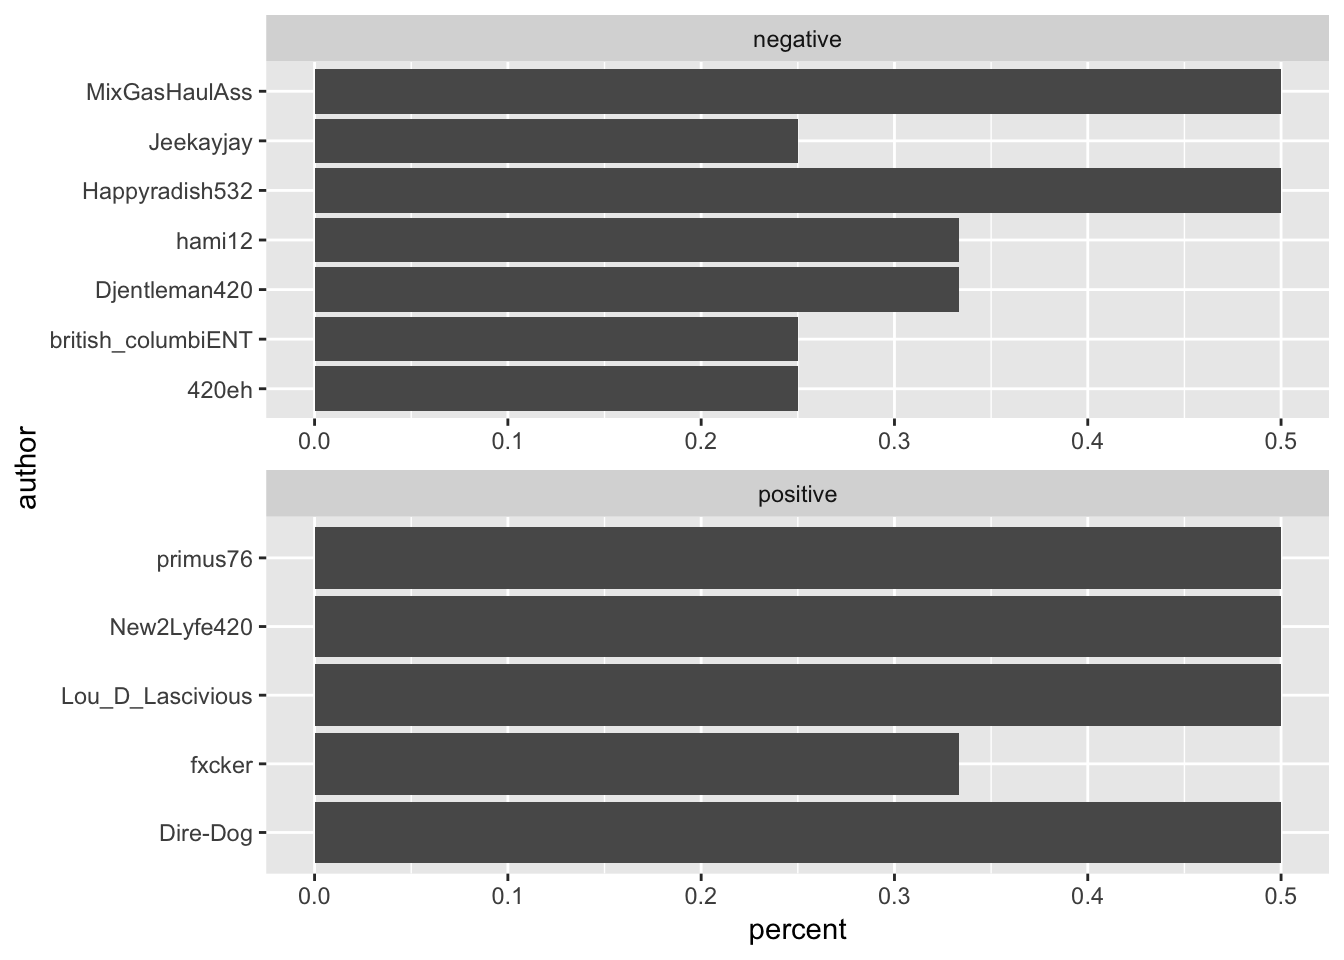 negative
MixGasHaulAss
Jeekayjay
Happyradish532
hami12
Djentleman420
british_columbiENT
420eh
0.0 0.1 0.2 0.3 0.4 0.5
author
positive
primus76
New2Lyfe420
Lou_D_Lascivious
fxcker
Dire-Dog
0.0 0.1 0.2 0.3 0.4 0.5
percent